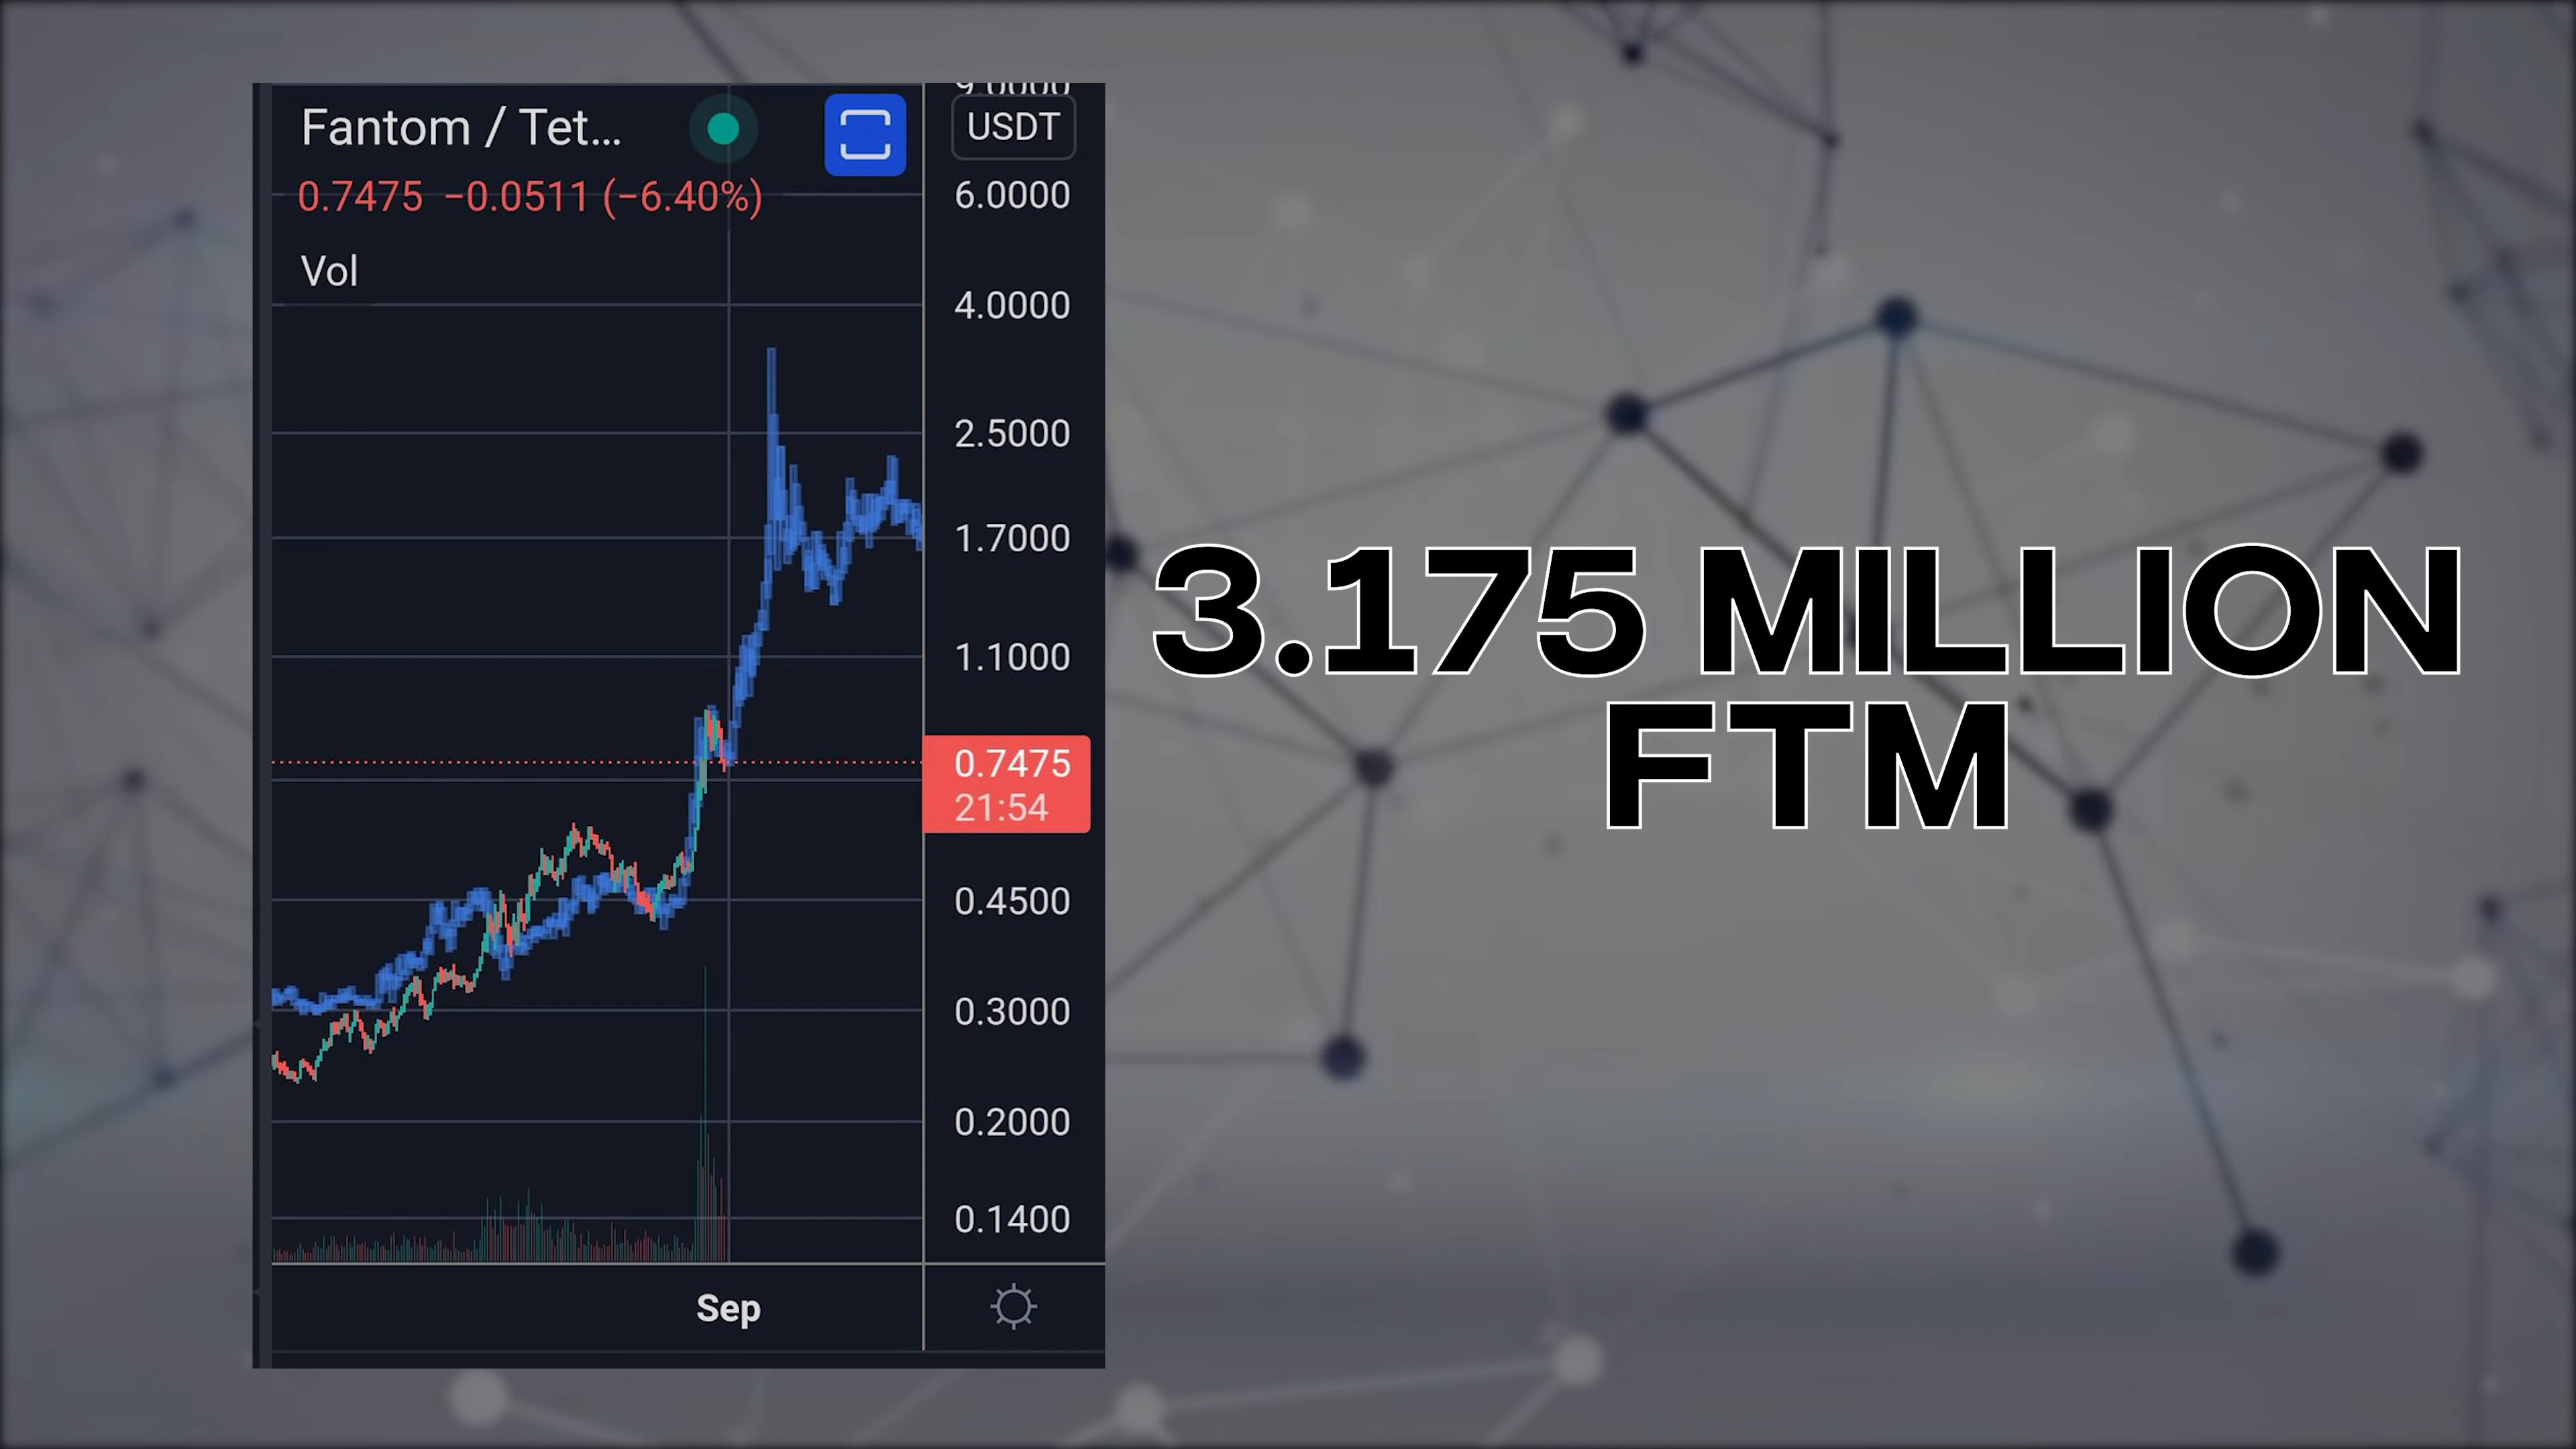 Fantom / Tet...
USDT
0.7475 −0.0511 (−6.40%)
Vol
6.0000
4.0000
2.5000
1.7000
1.1000
0.7475
21:54
0.4500
0.3000
0.2000
0.1400
Sep
3.175 MILLION
FTM